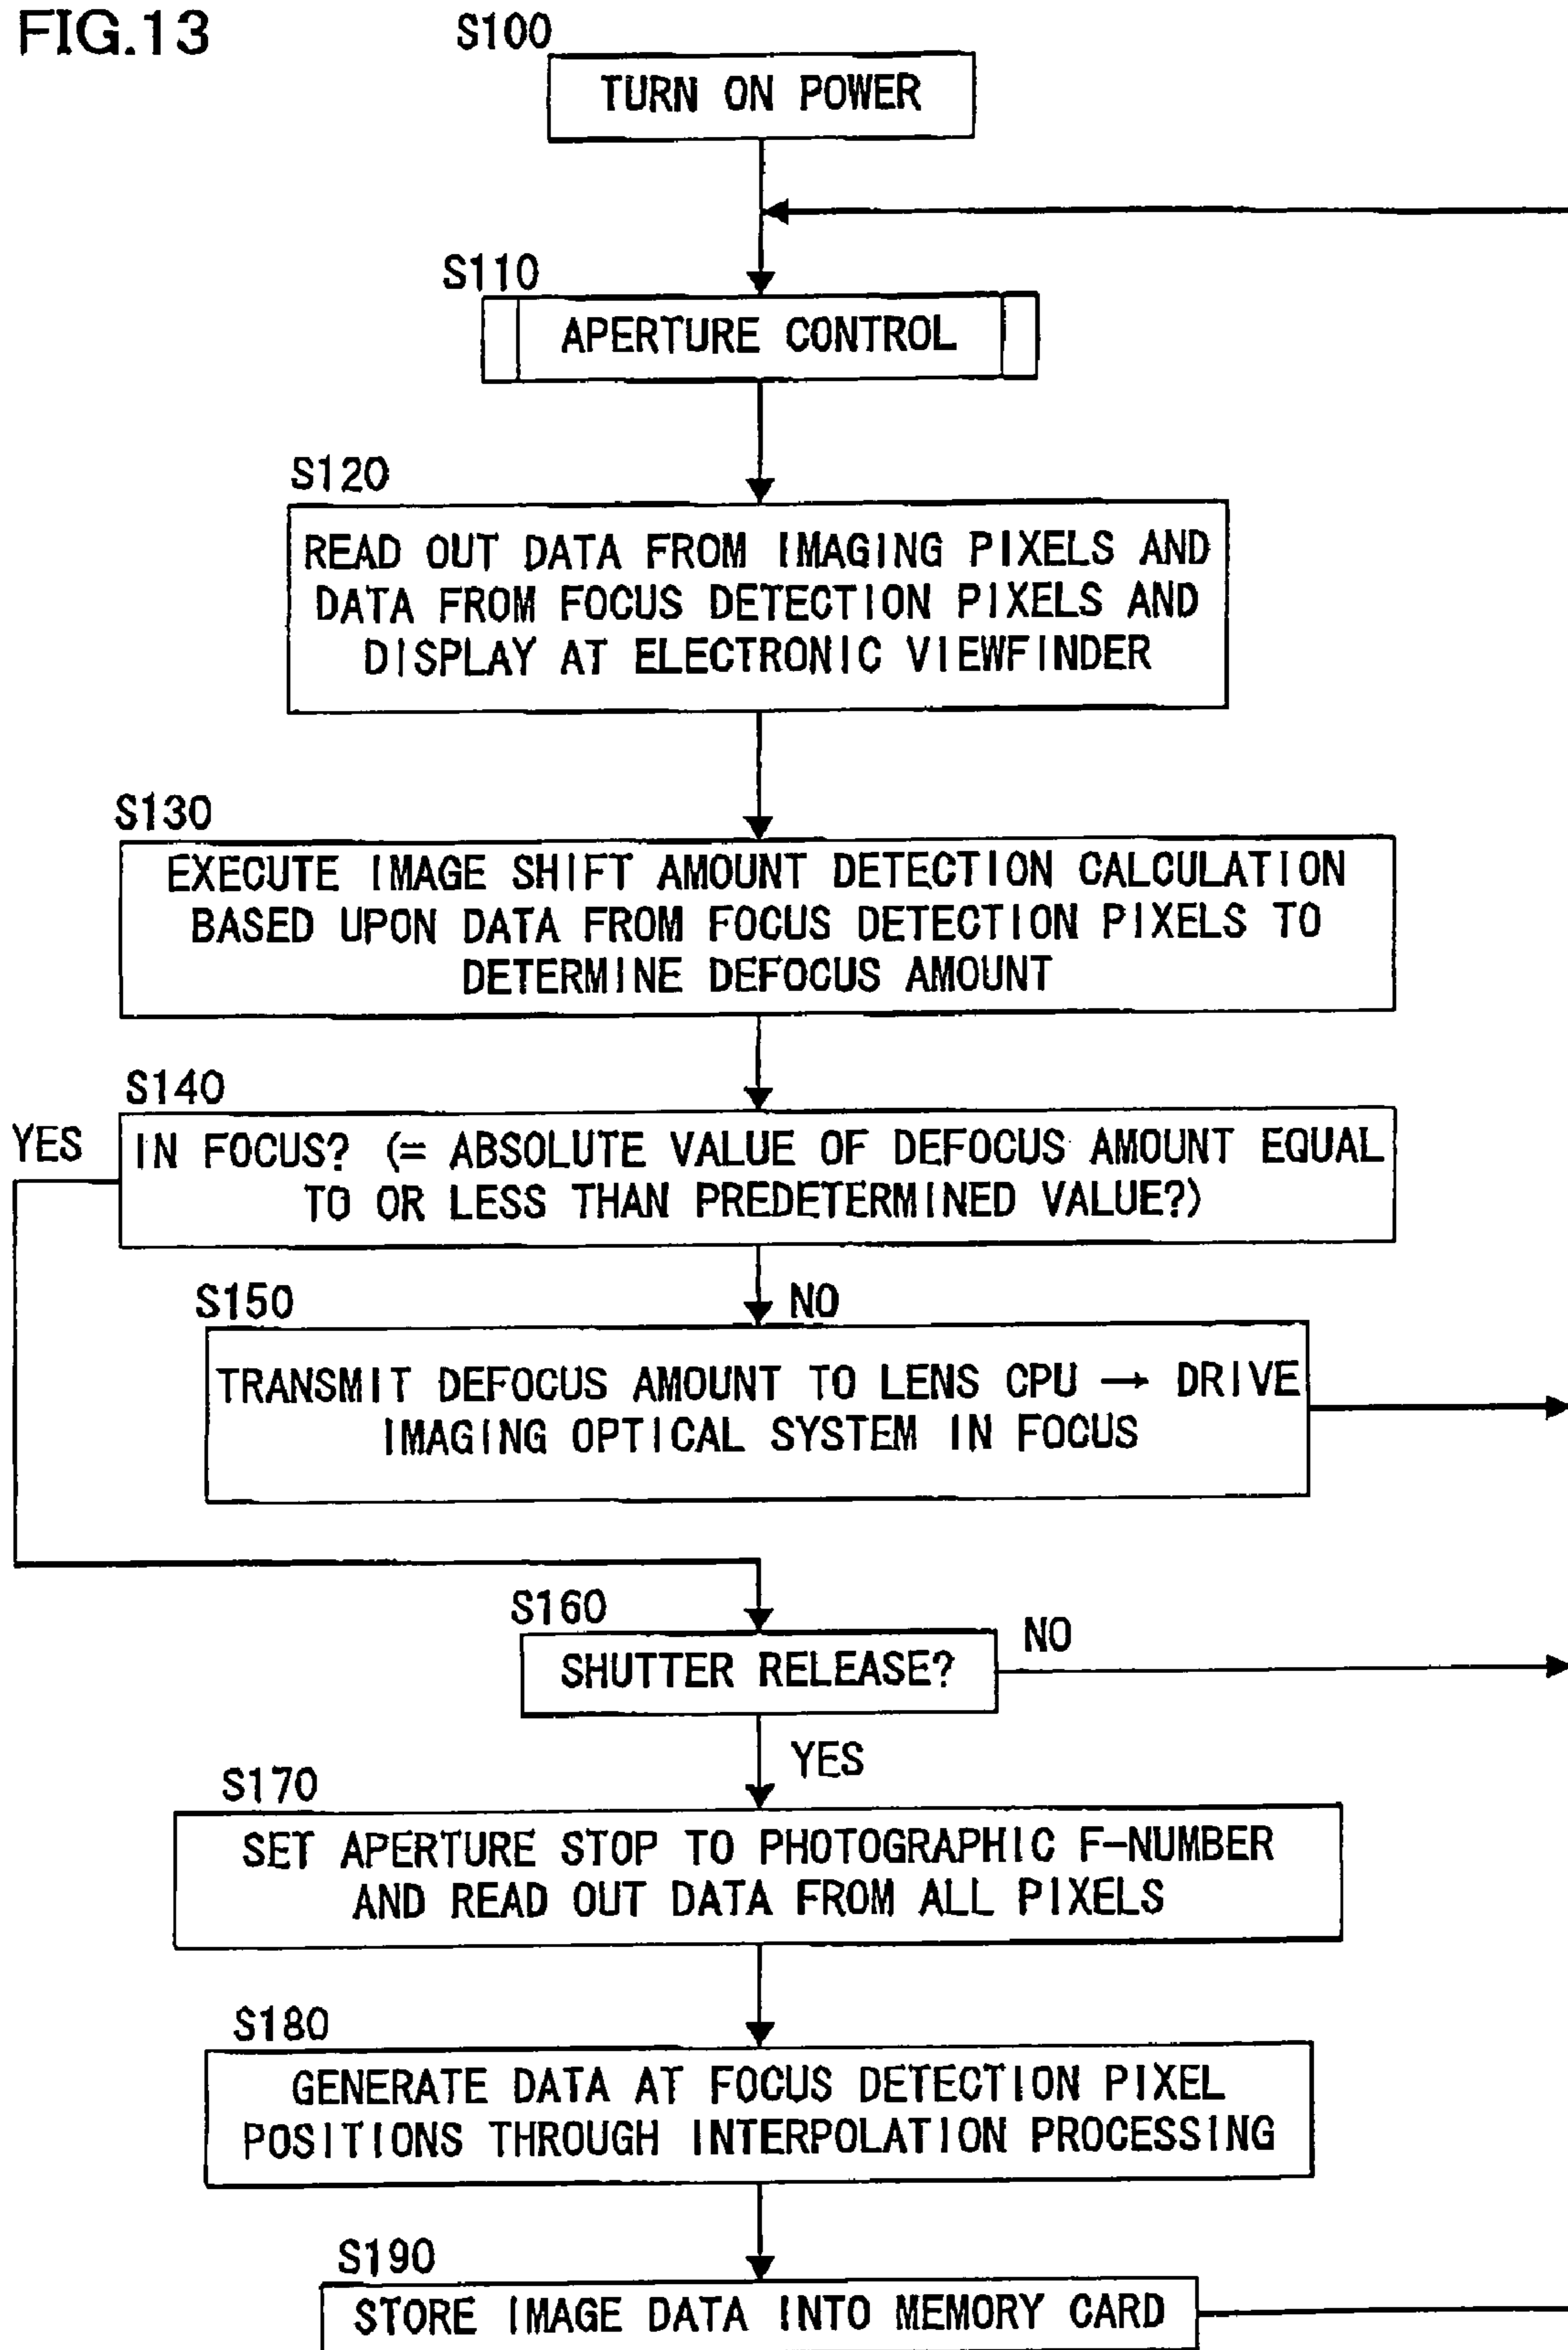 FIG.13
S100
TURN ON POWER
S110
APERTURE CONTROL
S120
READ OUT DATA FROM IMAGING PIXELS AND
DATA FROM FOCUS DETECTION PIXELS AND
DISPLAY AT ELECTRONIC VIEWFINDER
S130
EXECUTE IMAGE SHIFT AMOUNT DETECTION CALCULATION
BASED UPON DATA FROM FOCUS DETECTION PIXELS TO
DETERMINE DEFOCUS AMOUNT
S140
YES
IN FOCUS? (= ABSOLUTE VALUE OF DEFOCUS AMOUNT EQUAL
TO OR LESS THAN PREDETERMINED VALUE?)
NO
S150
TRANSMIT DEFOCUS AMOUNT TO LENS CPU → DRIVE
IMAGING OPTICAL SYSTEM IN FOCUS
S160
SHUTTER RELEASE?
NO
YES
S170
SET APERTURE STOP TO PHOTOGRAPHIC F-NUMBER
AND READ OUT DATA FROM ALL PIXELS
S180
GENERATE DATA AT FOCUS DETECTION PIXEL
POSITIONS THROUGH INTERPOLATION PROCESSING
S190
STORE IMAGE DATA INTO MEMORY CARD